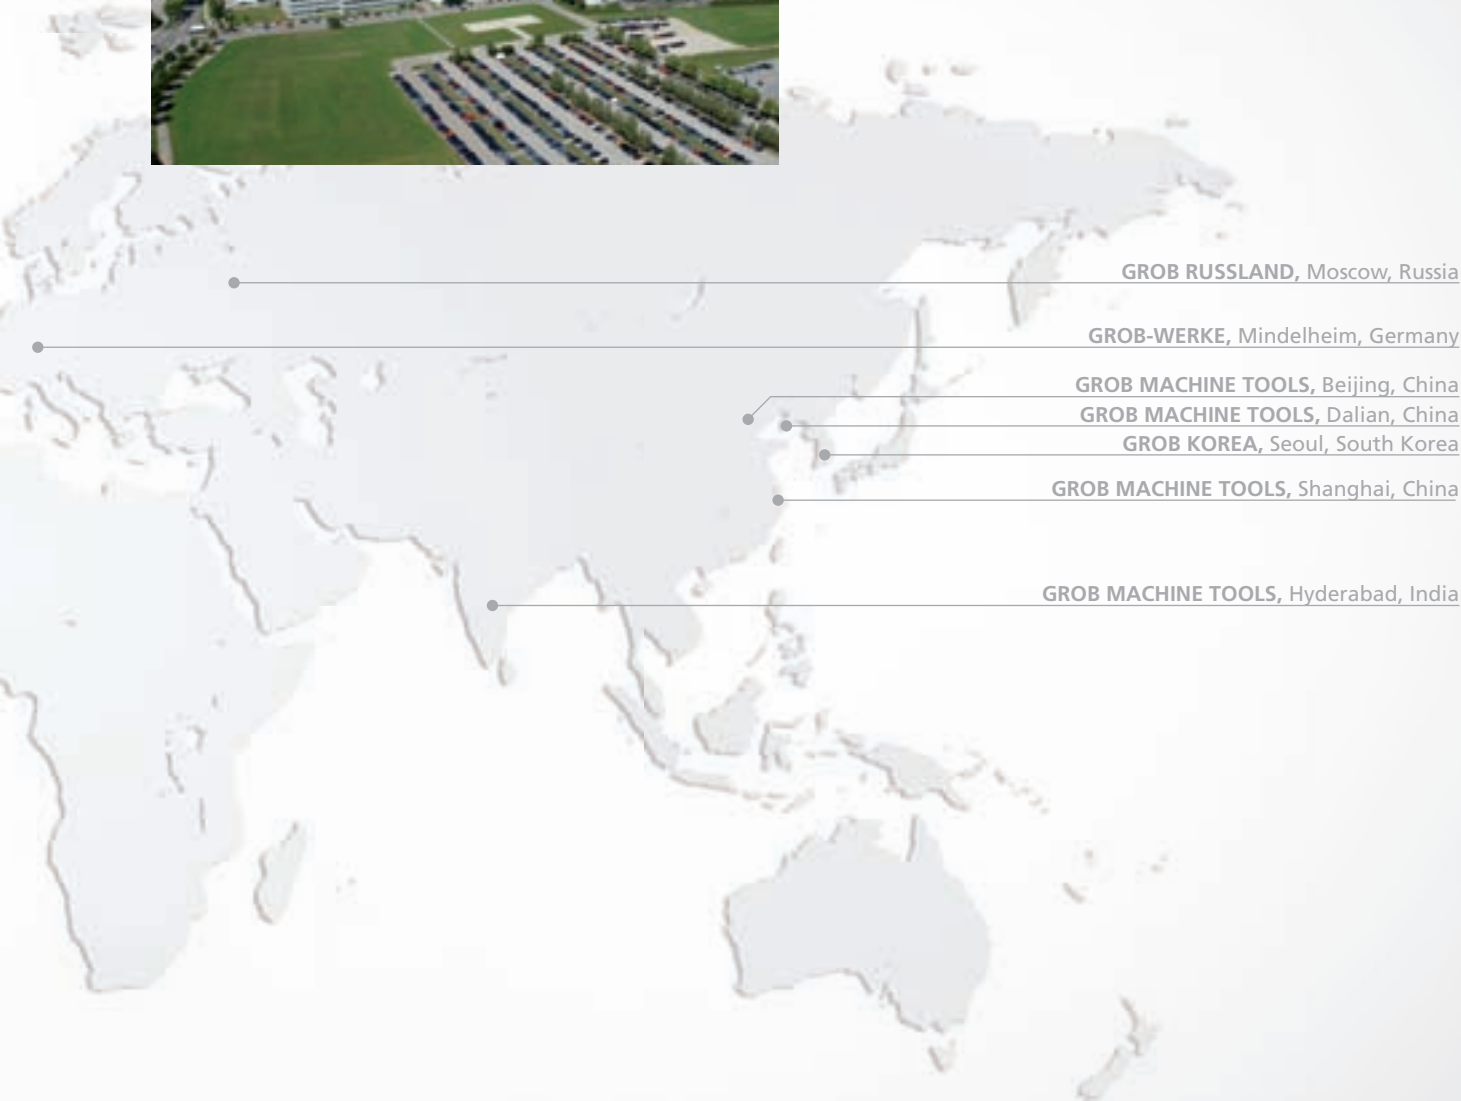 GROB RUSSLAND, Moscow, Russia
GROB-WERKE, Mindelheim, Germany
GROB MACHINE TOOLS, Beijing, China
GROB MACHINE TOOLS, Dalian, China
GROB KOREA, Seoul, South Korea
GROB MACHINE TOOLS, Shanghai, China
GROB MACHINE TOOLS, Hyderabad, India